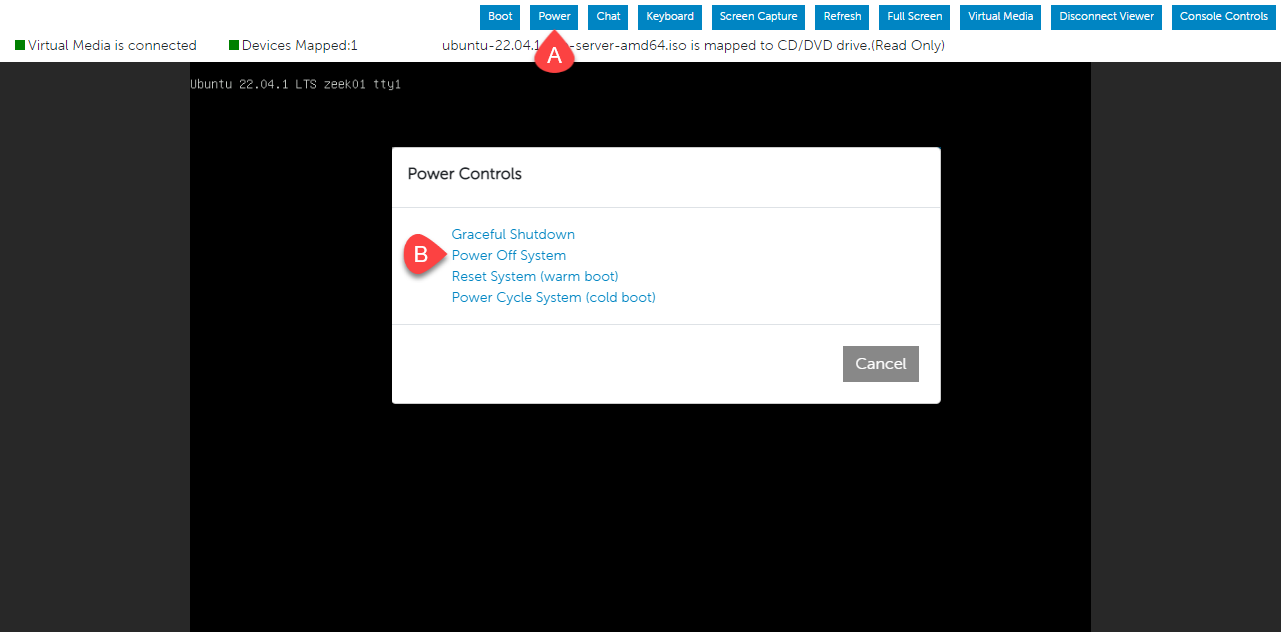 Boot Power Chat Keyboard Screen Capture Refresh Full Screen Virtual Media Disconnect Viewer Console Controls
Virtual Media is connected Devices Mapped:1 ubuntu-22.04.1 -server-amd64.iso is mapped to CD/DVD drive.(Read Only)
A
Ubuntu 22.04.1 LTS zeek01 tty1
Power Controls
Graceful Shutdown
B Power Off System
Reset System (warm boot)
Power Cycle System (cold boot)
Cancel